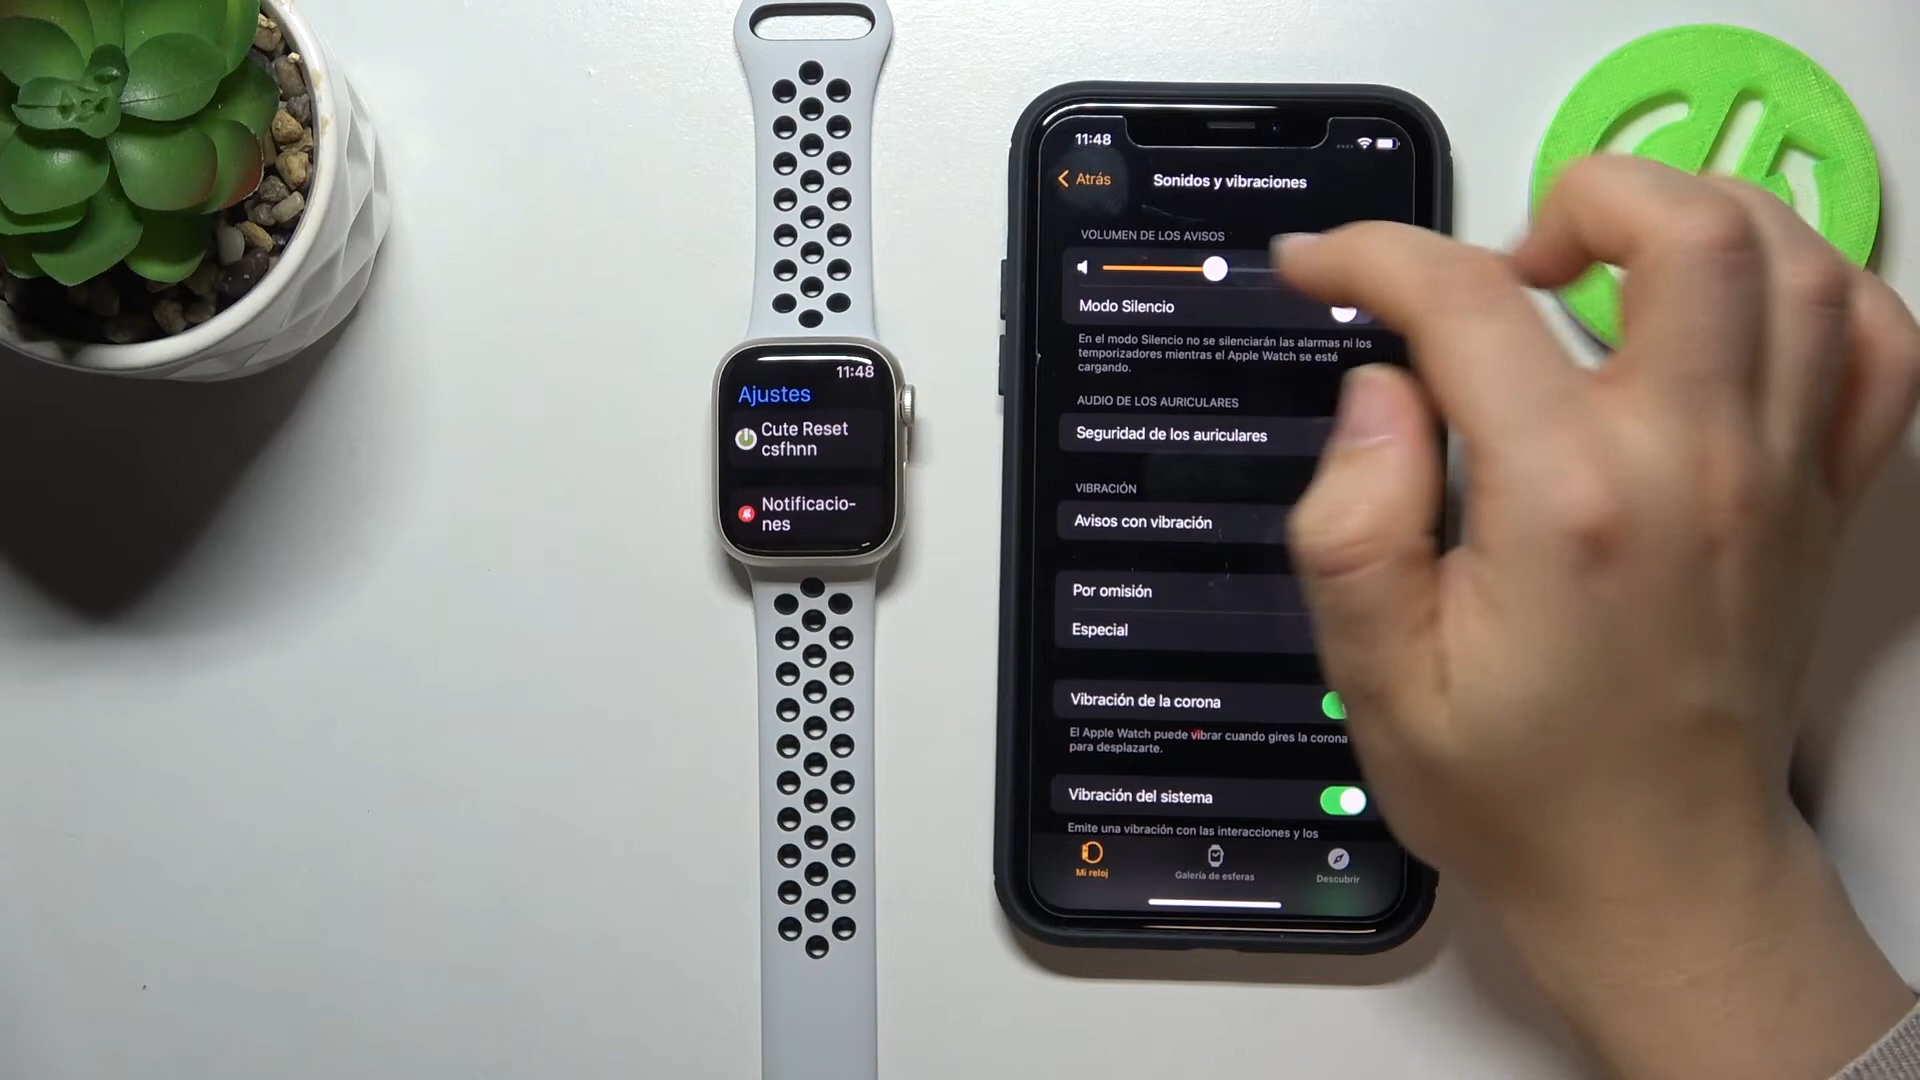 11:48
Ajustes
Cute Reset
csfhnn
Notificacio-
nes
11:48
Atrás
Sonidos y vibraciones
VOLUMEN DE LOS AVISOS
Modo Silencio
En el modo Silencio no se silenciarán las alarmas ni los
temporizadores mientras el Apple Watch se esté
cargando.
AUDIO DE LOS AURICULARES
Seguridad de los auriculares
VIBRACIÓN
Avisos con vibración
Por omisión
Especial
Vibración de la corona
El Apple Watch puede vibrar cuando gires la corona
para desplazarte.
Vibración del sistema
Emite una vibración con las interacciones y los
Mi reloj
Galería de esferas
Descubrir